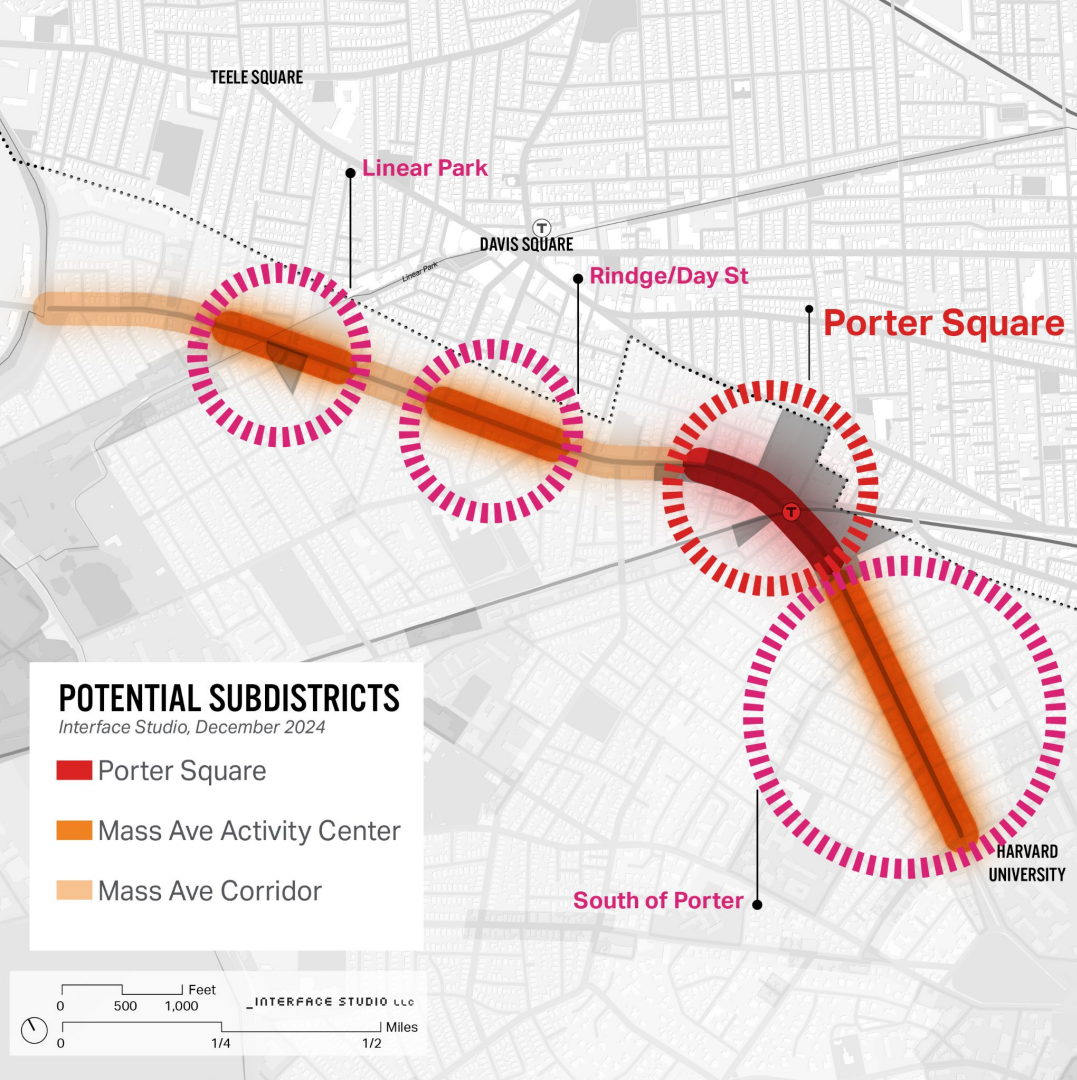 TEELE SQUARE
Linear Park
T
DAVIS SQUARE
Linear Park
Rindge/Day St
Porter Square
T
POTENTIAL SUBDISTRICTS
Interface Studio, December 2024
Porter Square
Mass Ave Activity Center
Mass Ave Corridor
HARVARD
UNIVERSITY
South of Porter
Feet
0 500 1,000
_INTERFACE STUDIO LLC
Miles
0 1/4 1/2